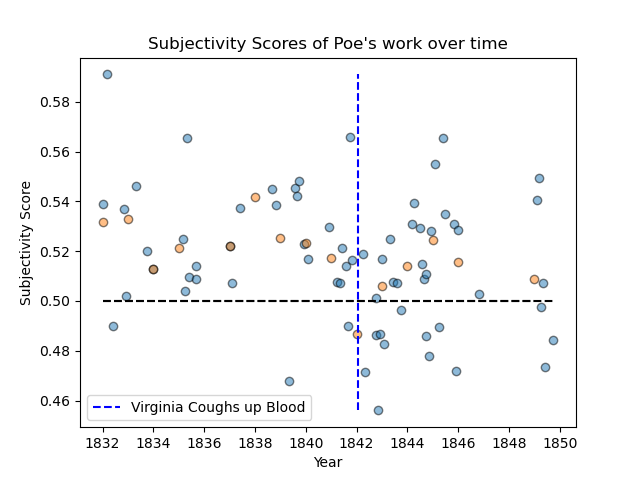 Subjectivity Scores of Poe's work over time
Subjectivity Score
0.58
0.56
0.54
0.52
0.50
0.48
0.46
Virginia Coughs up Blood
1832 1834 1836 1838 1840 1842 1844 1846 1848 1850
Year